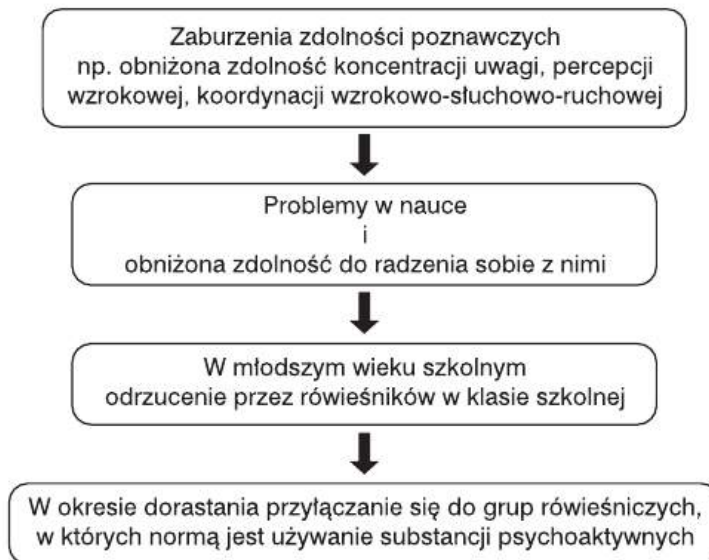 Zaburzenia zdolności poznawczych
np. obniżona zdolność koncentracji uwagi, percepcji
wzrokowej, koordynacji wzrokowo-słuchowo-ruchowej
Problemy w nauce
i
obniżona zdolność do radzenia sobie z nimi
W młodszym wieku szkolnym
odrzucenie przez rówieśników w klasie szkolnej
W okresie dorastania przyłączanie się do grup rówieśniczych,
w których normą jest używanie substancji psychoaktywnych